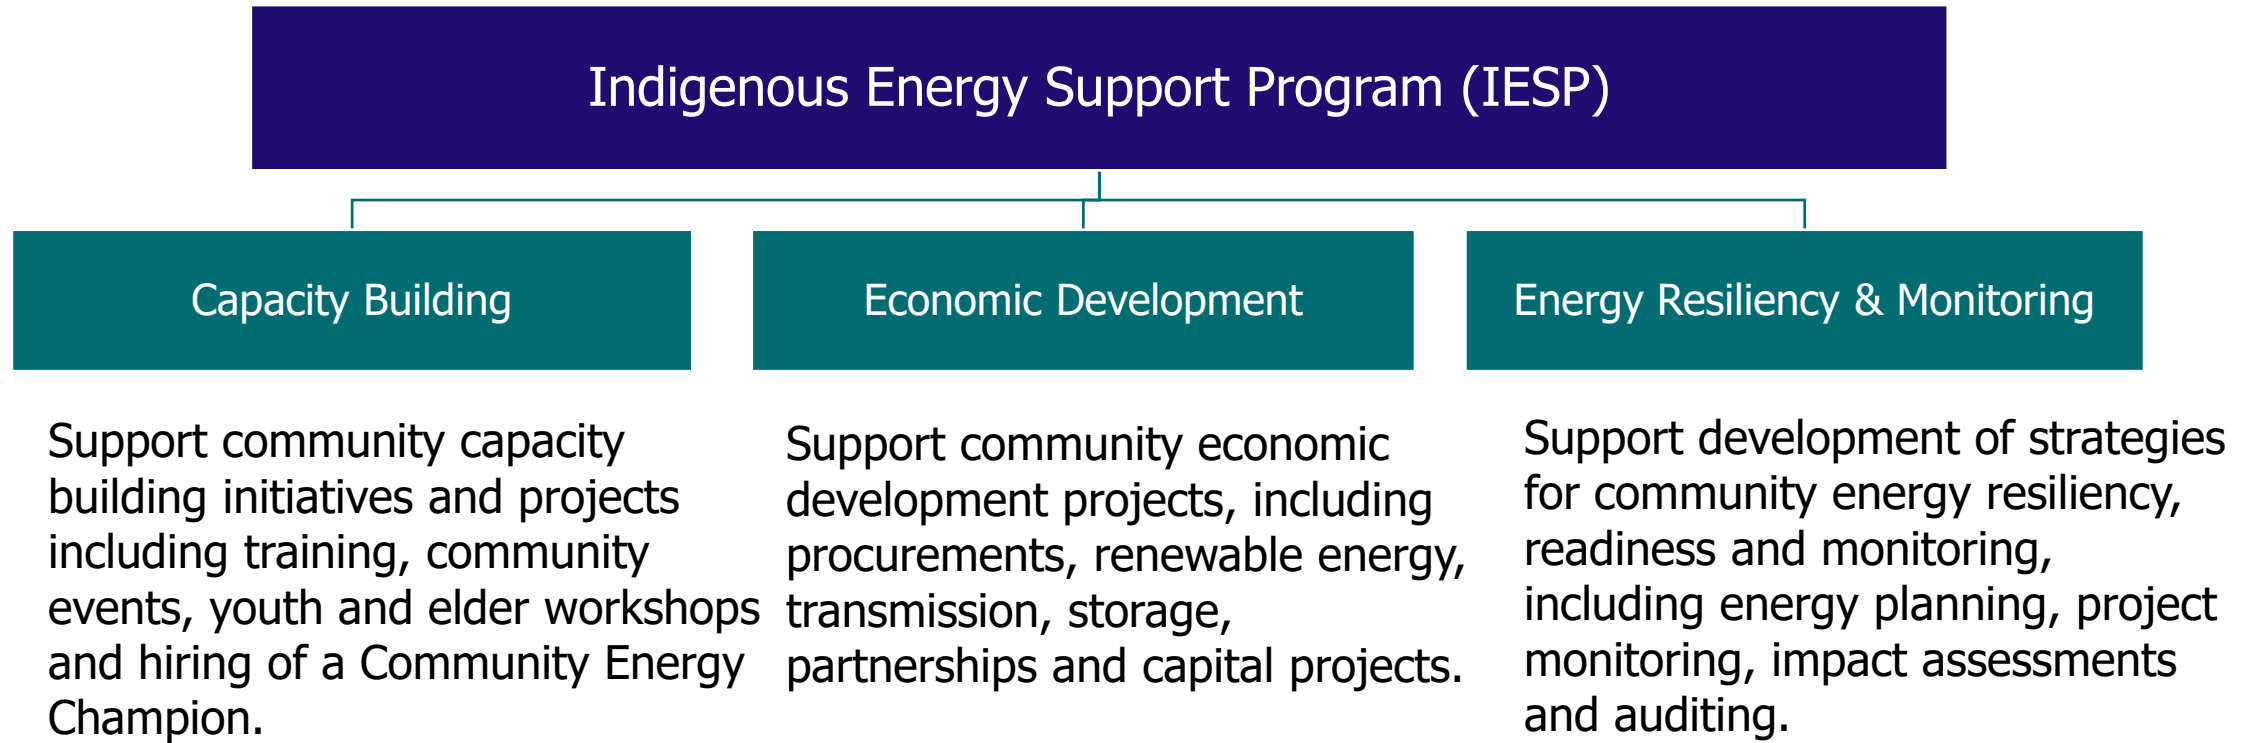 Indigenous Energy Support Program (IESP)
Capacity Building
Economic Development
Energy Resiliency & Monitoring
Support community capacity
building initiatives and projects
including training, community
events, youth and elder workshops
and hiring of a Community Energy
Champion.
Support community economic
development projects, including
procurements, renewable energy,
transmission, storage,
partnerships and capital projects.
Support development of strategies
for community energy resiliency,
readiness and monitoring,
including energy planning, project
monitoring, impact assessments
and auditing.